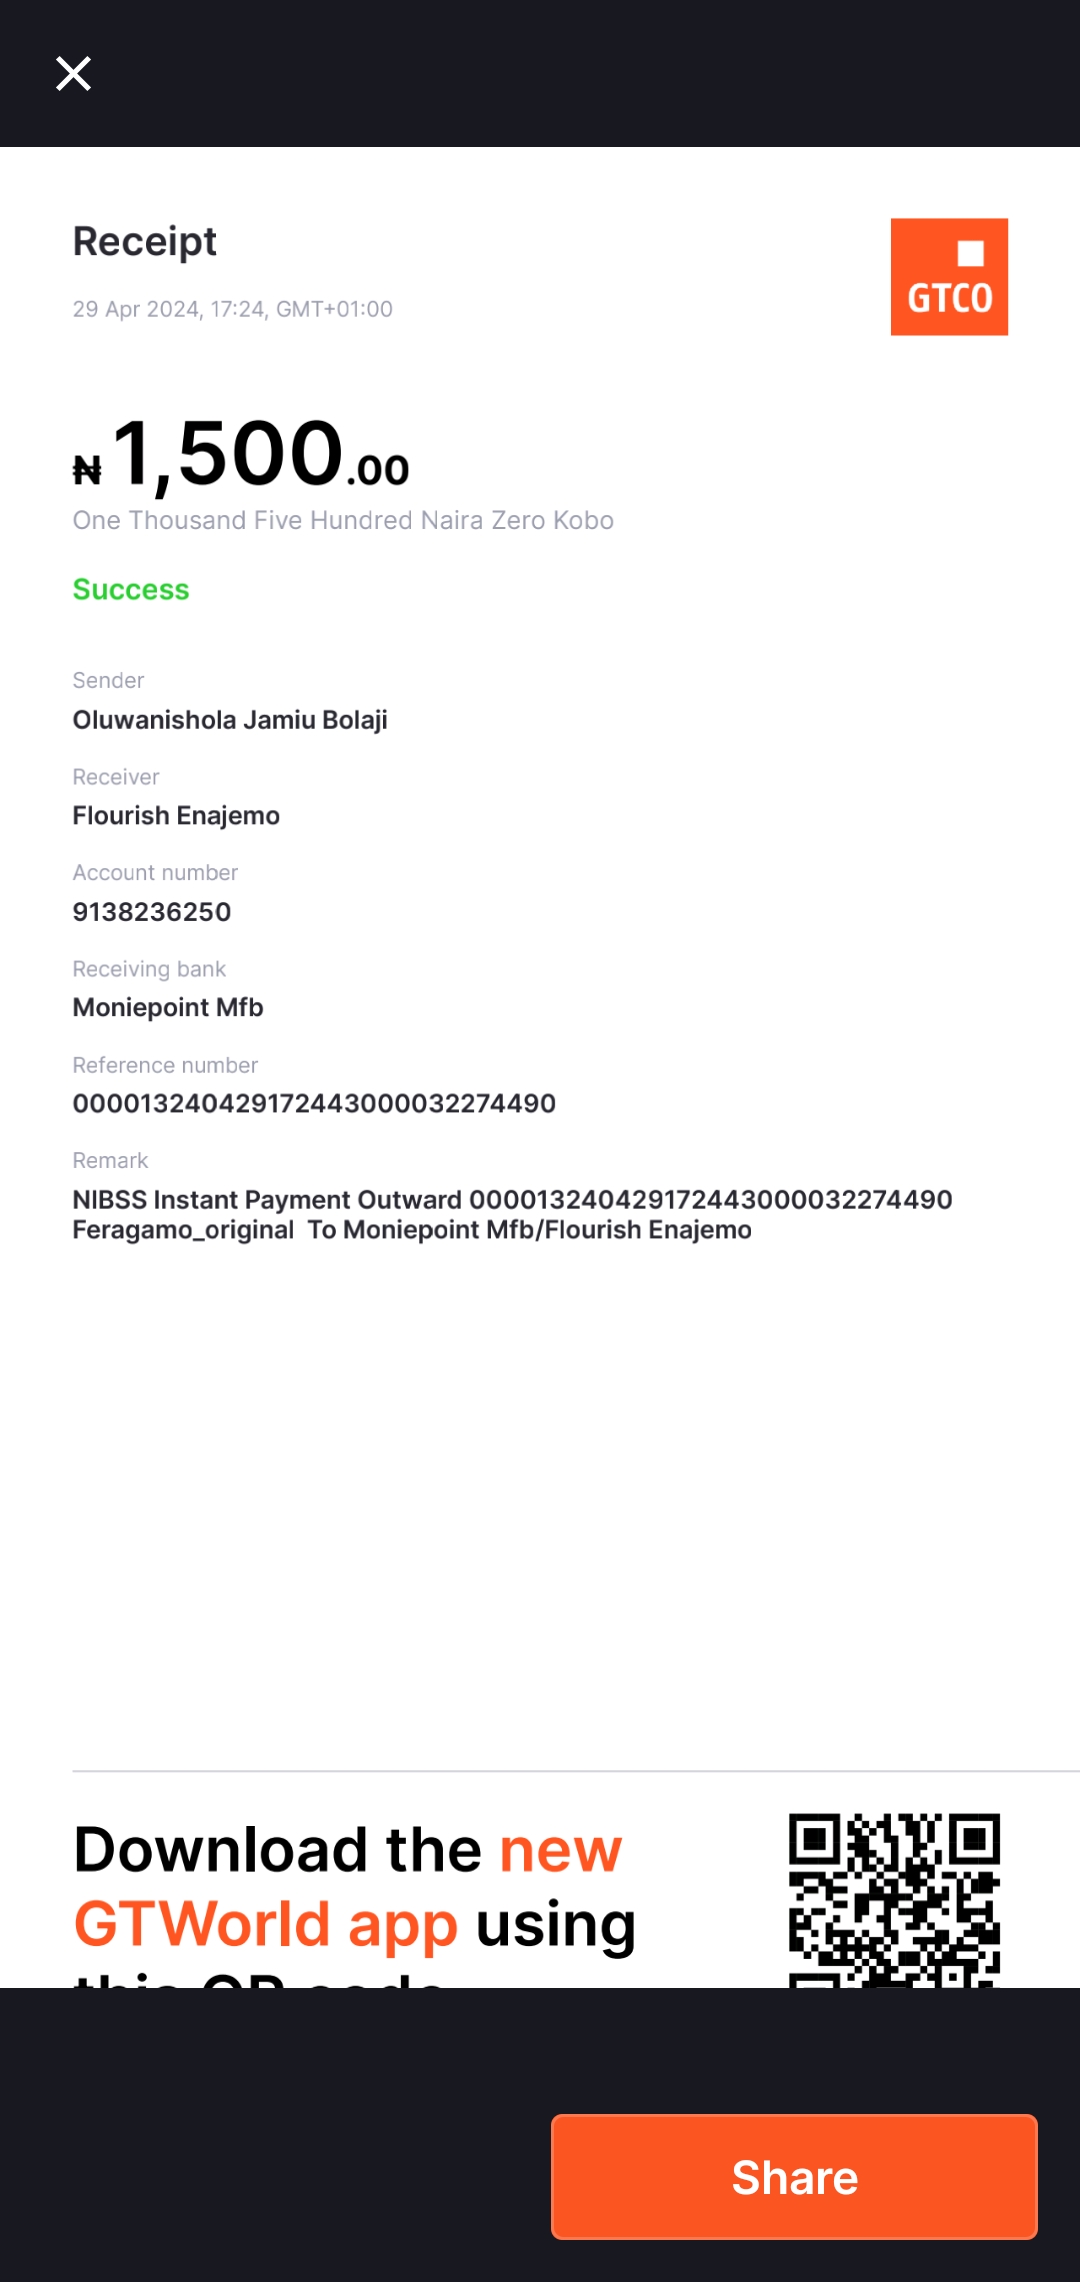 Receipt
29 Apr 2024, 17:24, GMT+01:00
GTCO
₦1,500.00
One Thousand Five Hundred Naira Zero Kobo
Success
Sender
Oluwanishola Jamiu Bolaji
Receiver
Flourish Enajemo
Account number
9138236250
Receiving bank
Moniepoint Mfb
Reference number
000013240429172443000032274490
Remark
NIBSS Instant Payment Outward 000013240429172443000032274490
Feragamo_original  To Moniepoint Mfb/Flourish Enajemo
Download the new
GTWorld app using
this QR code
Share